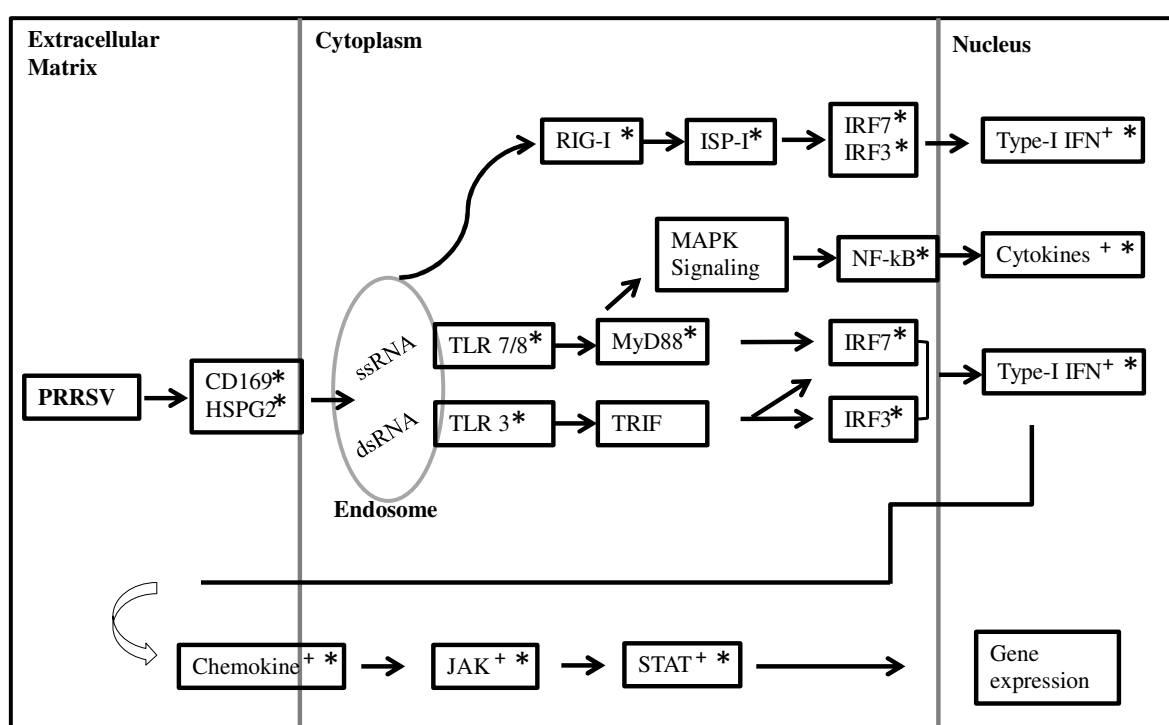 Extracellular
Matrix
Cytoplasm
Nucleus
RIG-I *
ISP-I*
IRF7*
IRF3*
Type-I IFN+ *
MAPK
Signaling
NF-kB*
Cytokines + *
ssRNA
TLR 7/8*
MyD88*
IRF7*
PRRSV
CD169*
HSPG2*
Type-I IFN+ *
dsRNA
TLR 3*
TRIF
IRF3*
Endosome
Chemokine+ *
JAK+ *
STAT+ *
Gene
expression